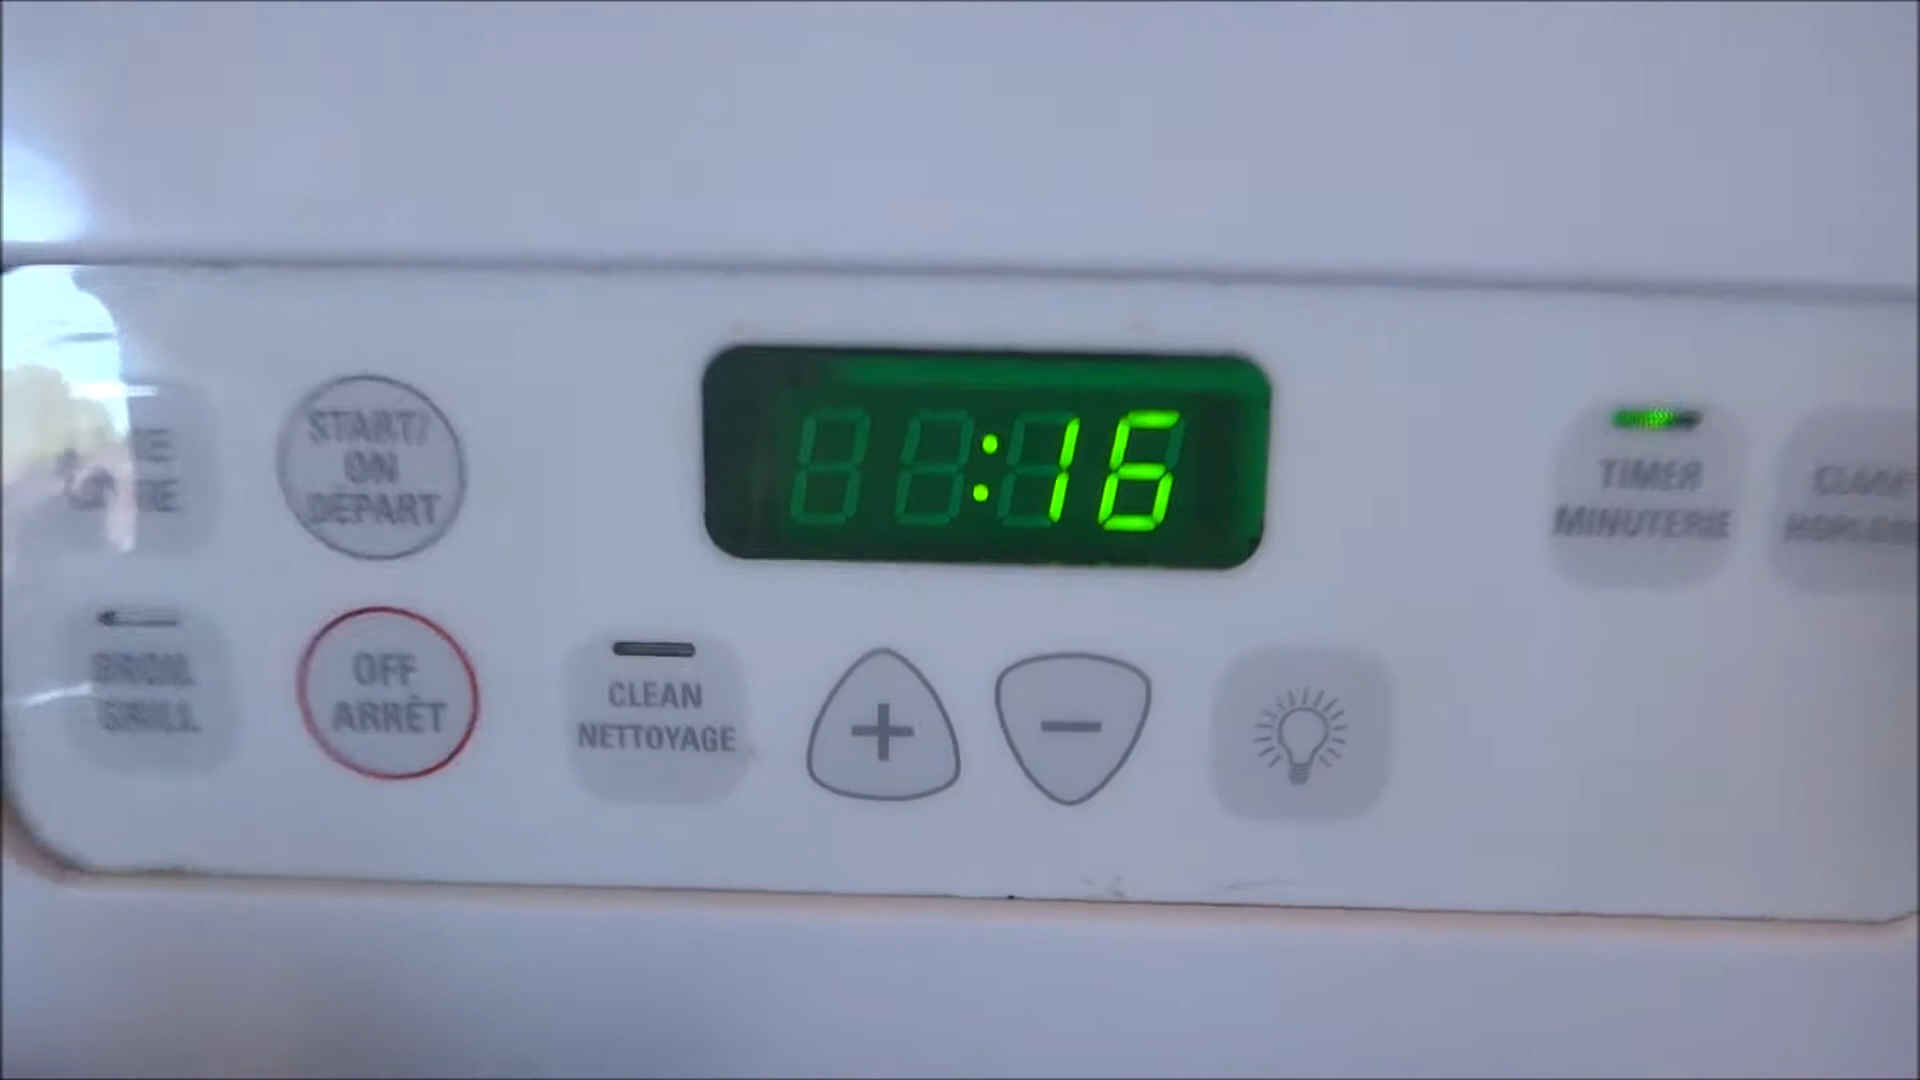 :16
START/
ON
DÉPART
TIMER
MINUTERIE
BROIL
GRILL
OFF
ARRÊT
CLEAN
NETTOYAGE
+
−